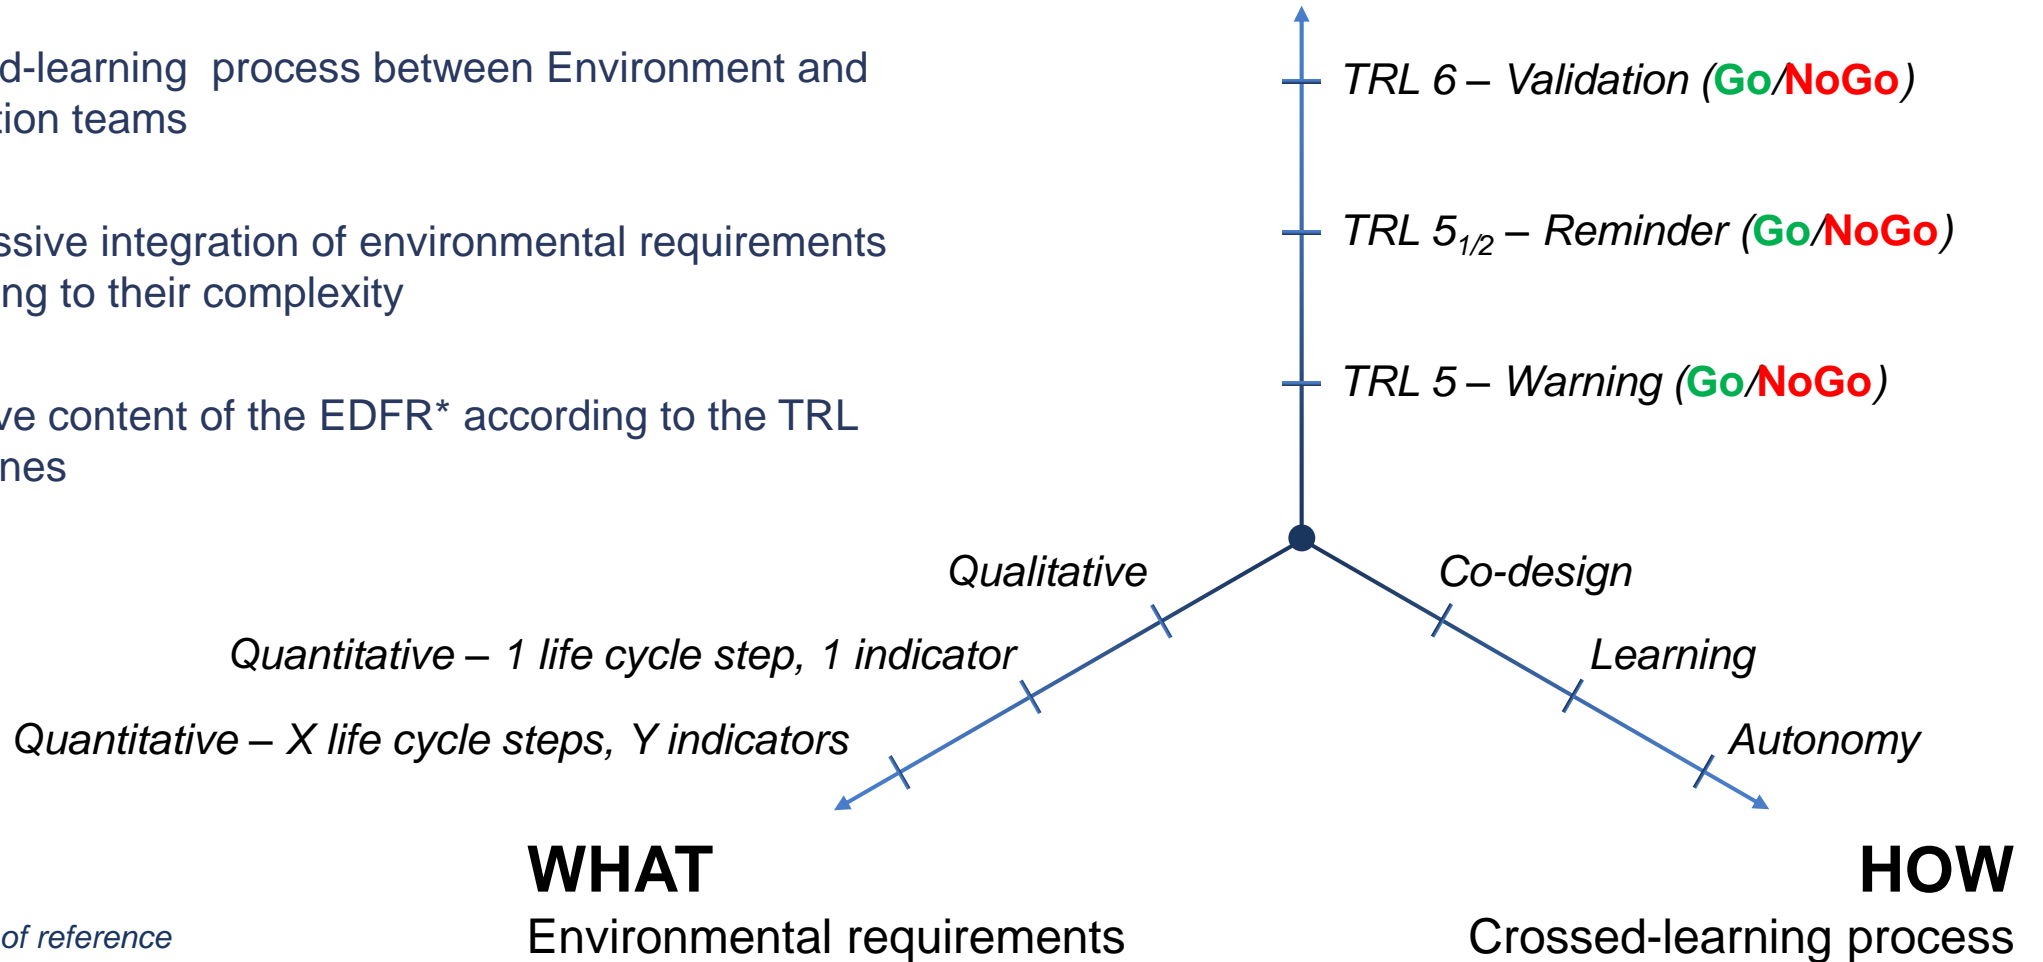 d-learning process between Environment and
tion teams
ssive integration of environmental requirements
ng to their complexity
ve content of the EDFR* according to the TRL
nes
TRL 6 – Validation (Go/NoGo)
TRL 51/2 – Reminder (Go/NoGo)
TRL 5 – Warning (Go/NoGo)
Qualitative
Quantitative – 1 life cycle step, 1 indicator
Quantitative – X life cycle steps, Y indicators
Co-design
Learning
Autonomy
WHAT
Environmental requirements
HOW
Crossed-learning process
of reference